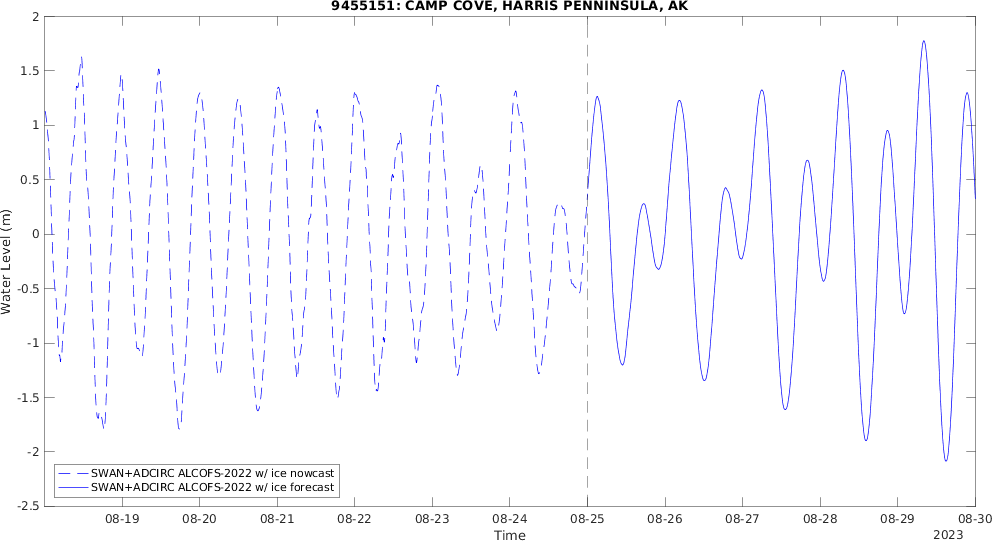 9455151: CAMP COVE, HARRIS PENNINSULA, AK
2
1.5
1
0.5
0
-0.5
-1
-1.5
-2
-2.5
Water Level (m)
SWAN+ADCIRC ALCOFS-2022 w/ ice nowcast
SWAN+ADCIRC ALCOFS-2022 w/ ice forecast
08-19 08-20 08-21 08-22 08-23 08-24 08-25 08-26 08-27 08-28 08-29 08-30
Time
2023